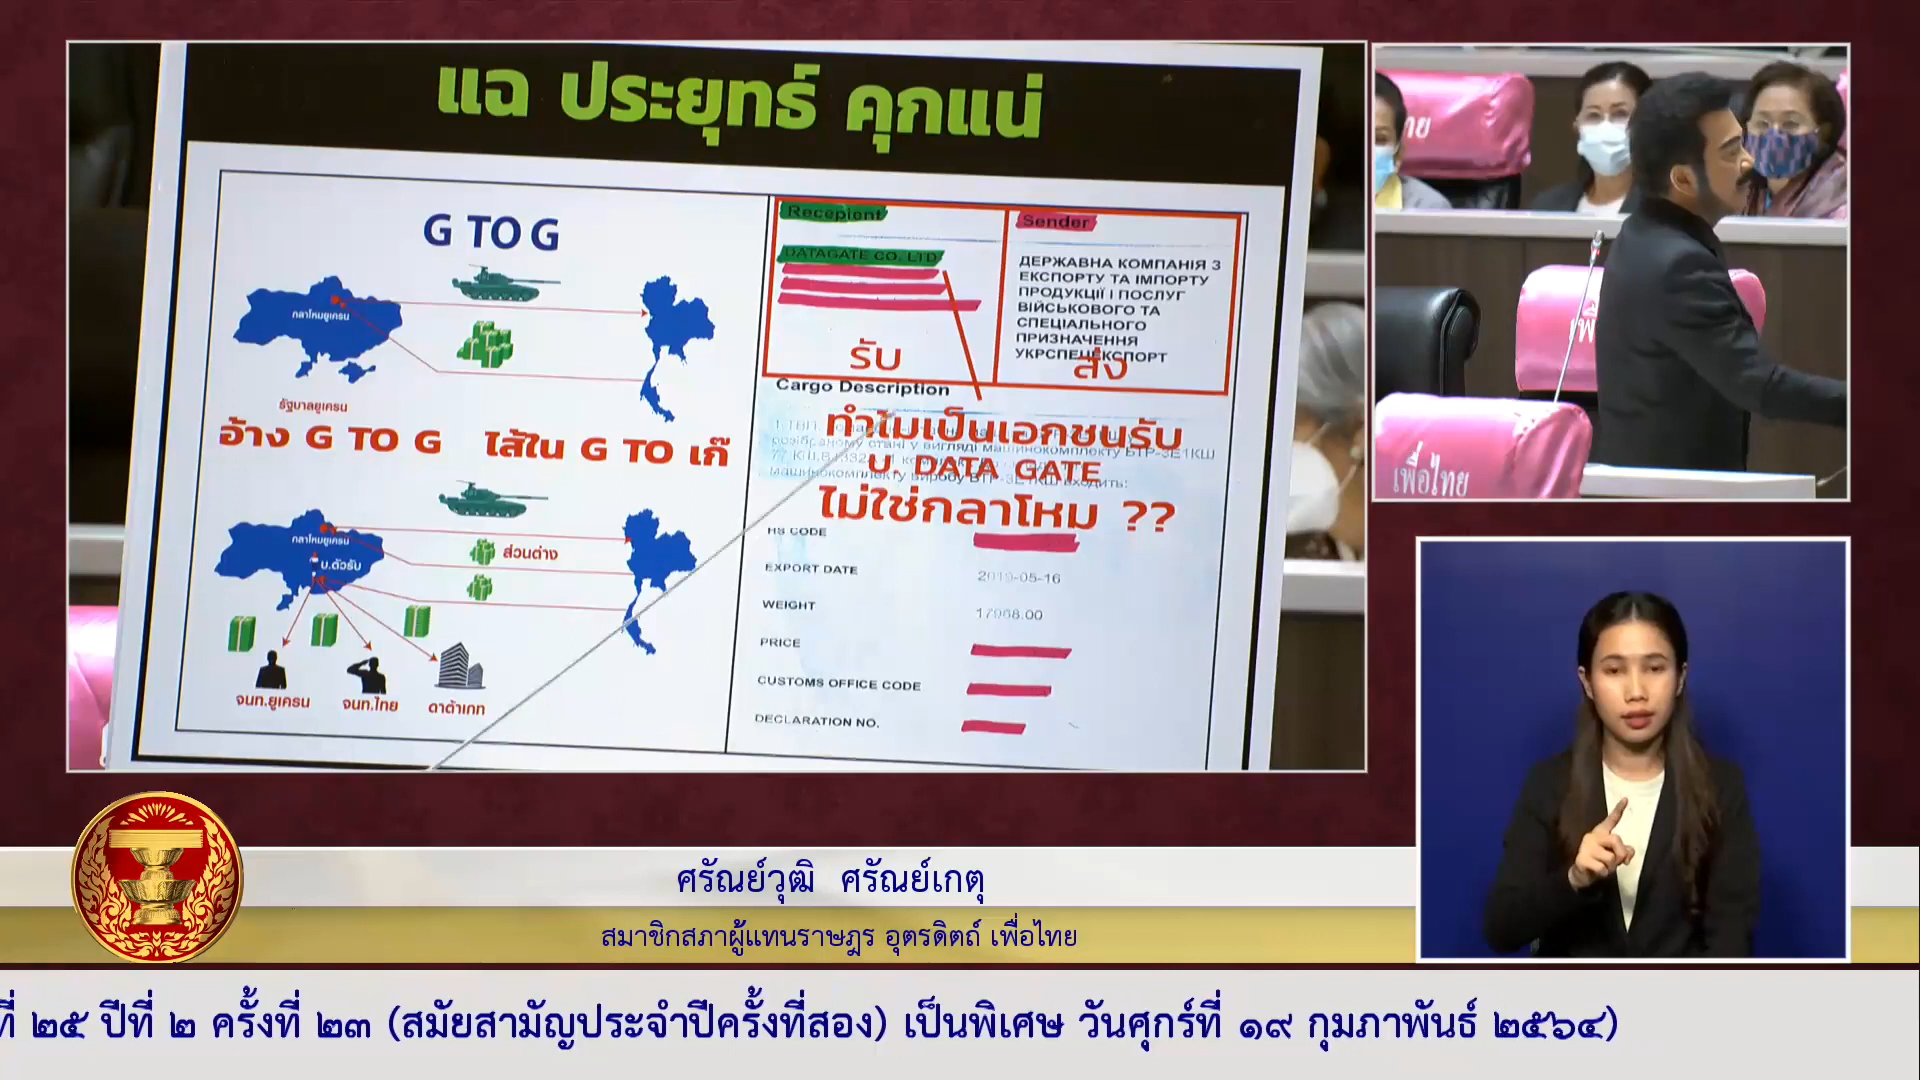 แฉ ประยุทธ์ คุกแน่
G TO G
กลาโหมยูเครน
รัฐบาลยูเครน
อ้าง G TO G ไส้ใน G TO เก๊
กลาโหมยูเครน
บ.ตัวรับ
ส่วนต่าง
จนท.ยูเครน
จนท.ไทย
ดาต้าเกท
Recepient
DATAGATE CO. LTD
รับ
Sender
ДЕРЖАВНА КОМПАНІЯ З
ЕКСПОРТУ ТА ІМПОРТУ
ПРОДУКЦІЇ І ПОСЛУГ
ВІЙСЬКОВОГО ТА
СПЕЦІАЛЬНОГО
ПРИЗНАЧЕННЯ
УКРСПЕЦЕКСПОРТ
ส่ง
Cargo Description
ทำไมเป็นเอกชนรับ
บ. DATA GATE
ไม่ใช่กลาโหม ??
HS CODE
EXPORT DATE 2019-05-16
WEIGHT 17968.00
PRICE
CUSTOMS OFFICE CODE
DECLARATION NO.
เพื่อไทย
ศรัณย์วุฒิ ศรัณย์เกตุ
สมาชิกสภาผู้แทนราษฎร อุตรดิตถ์ เพื่อไทย
ที่ ๒๕ ปีที่ ๒ ครั้งที่ ๒๓ (สมัยสามัญประจำปีครั้งที่สอง) เป็นพิเศษ วันศุกร์ที่ ๑๙ กุมภาพันธ์ ๒๕๖๔)